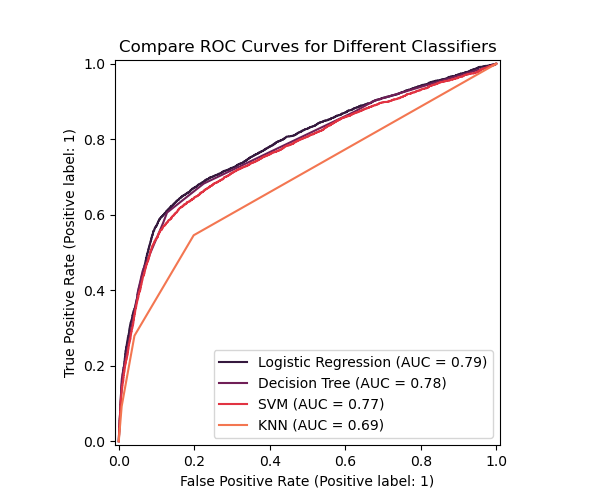 Compare ROC Curves for Different Classifiers
True Positive Rate (Positive label: 1)
1.0
0.8
0.6
0.4
0.2
0.0
Logistic Regression (AUC = 0.79)
Decision Tree (AUC = 0.78)
SVM (AUC = 0.77)
KNN (AUC = 0.69)
0.0 0.2 0.4 0.6 0.8 1.0
False Positive Rate (Positive label: 1)